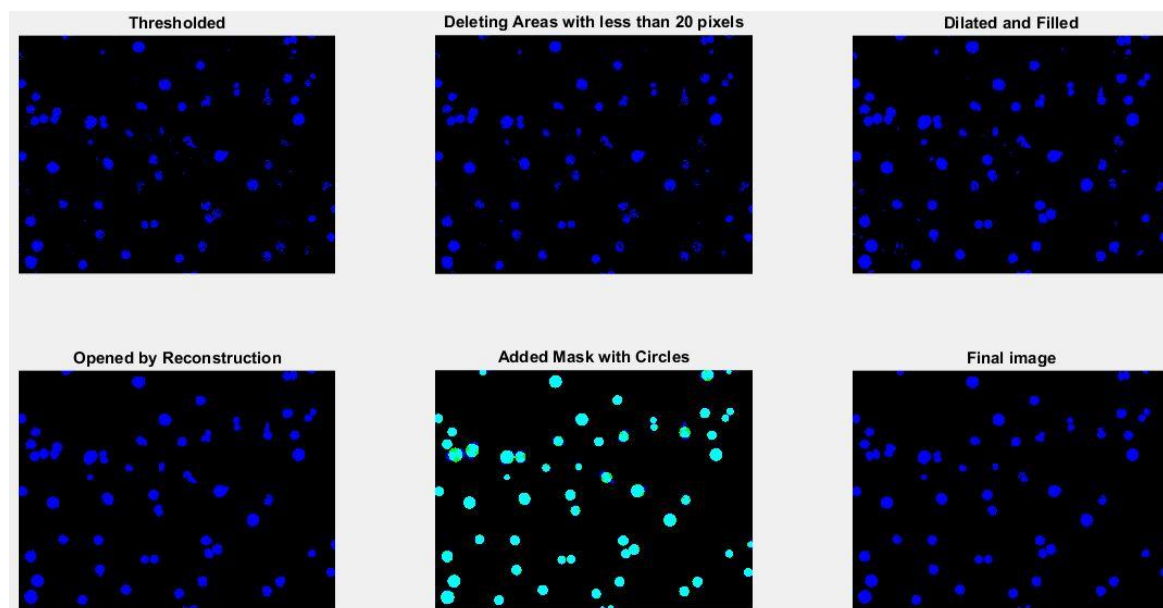 Thresholded
Deleting Areas with less than 20 pixels
Dilated and Filled
Opened by Reconstruction
Added Mask with Circles
Final image